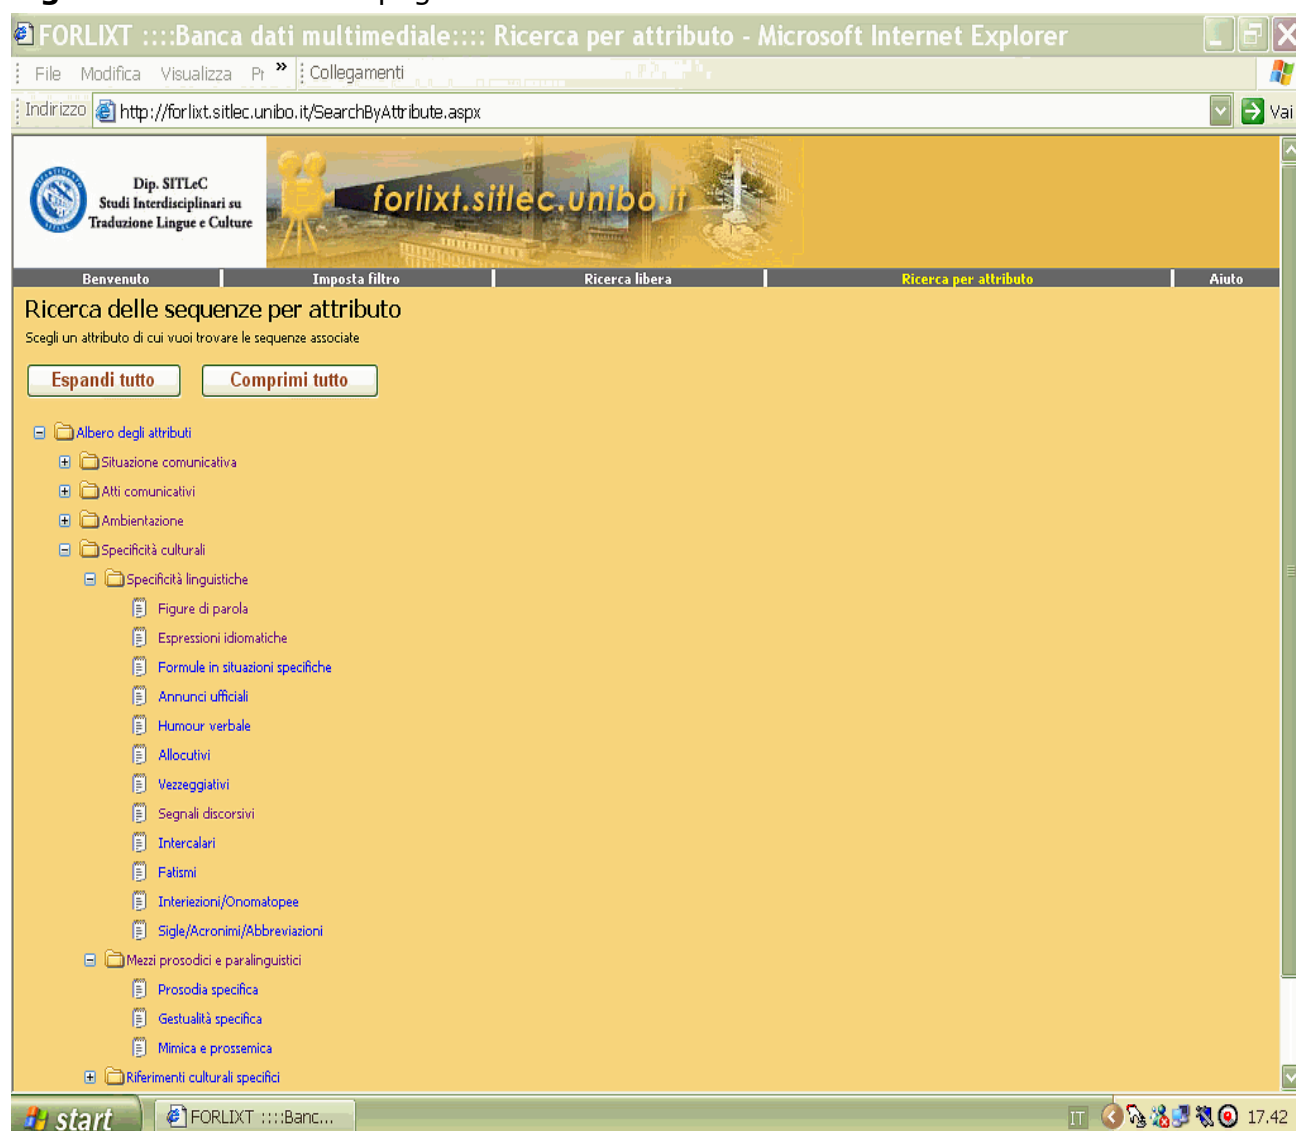 FORLIXT ::::Banca dati multimediale:::: Ricerca per attributo - Microsoft Internet Explorer
File Modifica Visualizza Pr » Collegamenti
Indirizzo http://forlixt.sitlec.unibo.it/SearchByAttribute.aspx Vai
Dip. SITLeC
Studi Interdisciplinari su
Traduzione Lingue e Culture
forlixt.sitlec.unibo.it
Benvenuto Imposta filtro Ricerca libera Ricerca per attributo Aiuto
Ricerca delle sequenze per attributo
Scegli un attributo di cui vuoi trovare le sequenze associate
Espandi tutto Comprimi tutto
Albero degli attributi
Situazione comunicativa
Atti comunicativi
Ambientazione
Specificità culturali
Specificità linguistiche
Figure di parola
Espressioni idiomatiche
Formule in situazioni specifiche
Annunci ufficiali
Humour verbale
Allocutivi
Vezzeggiativi
Segnali discorsivi
Intercalari
Fatismi
Interiezioni/Onomatopee
Sigle/Acronimi/Abbreviazioni
Mezzi prosodici e paralinguistici
Prosodia specifica
Gestualità specifica
Mimica e prossemica
Riferimenti culturali specifici
start FORLIXT ::::Banc... IT 17.42